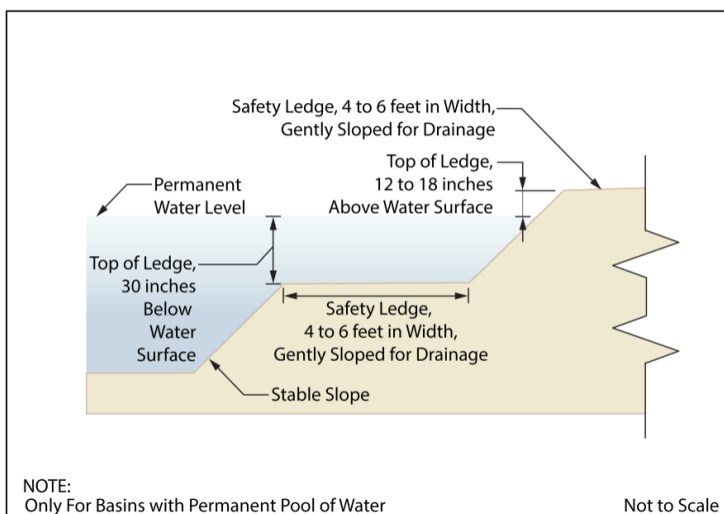 Safety Ledge, 4 to 6 feet in Width,
Gently Sloped for Drainage
Top of Ledge,
12 to 18 inches
Above Water Surface
Permanent
Water Level
Top of Ledge,
30 inches
Below
Water
Surface
Safety Ledge,
4 to 6 feet in Width,
Gently Sloped for Drainage
Stable Slope
NOTE:
Only For Basins with Permanent Pool of Water
Not to Scale